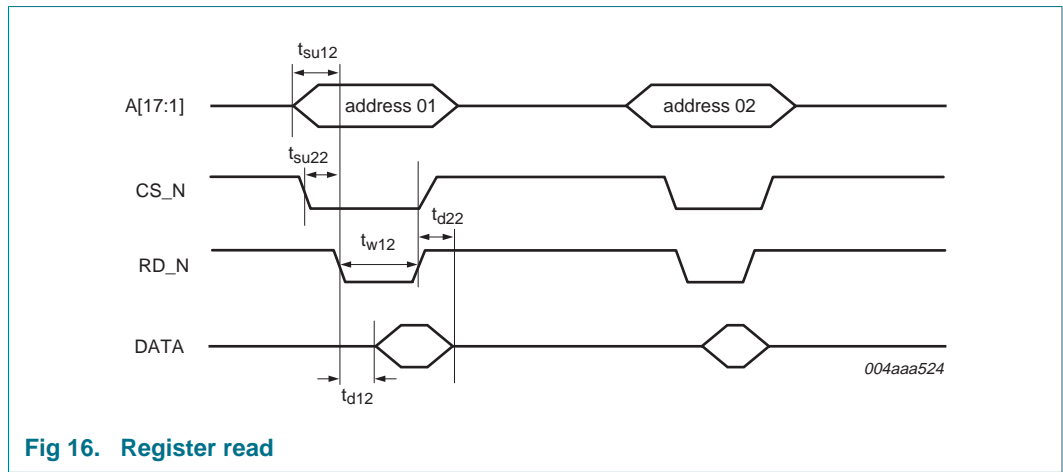 tsu12
A[17:1]
address 01
address 02
tsu22
CS_N
td22
tw12
RD_N
DATA
004aaa524
td12
Fig 16. Register read